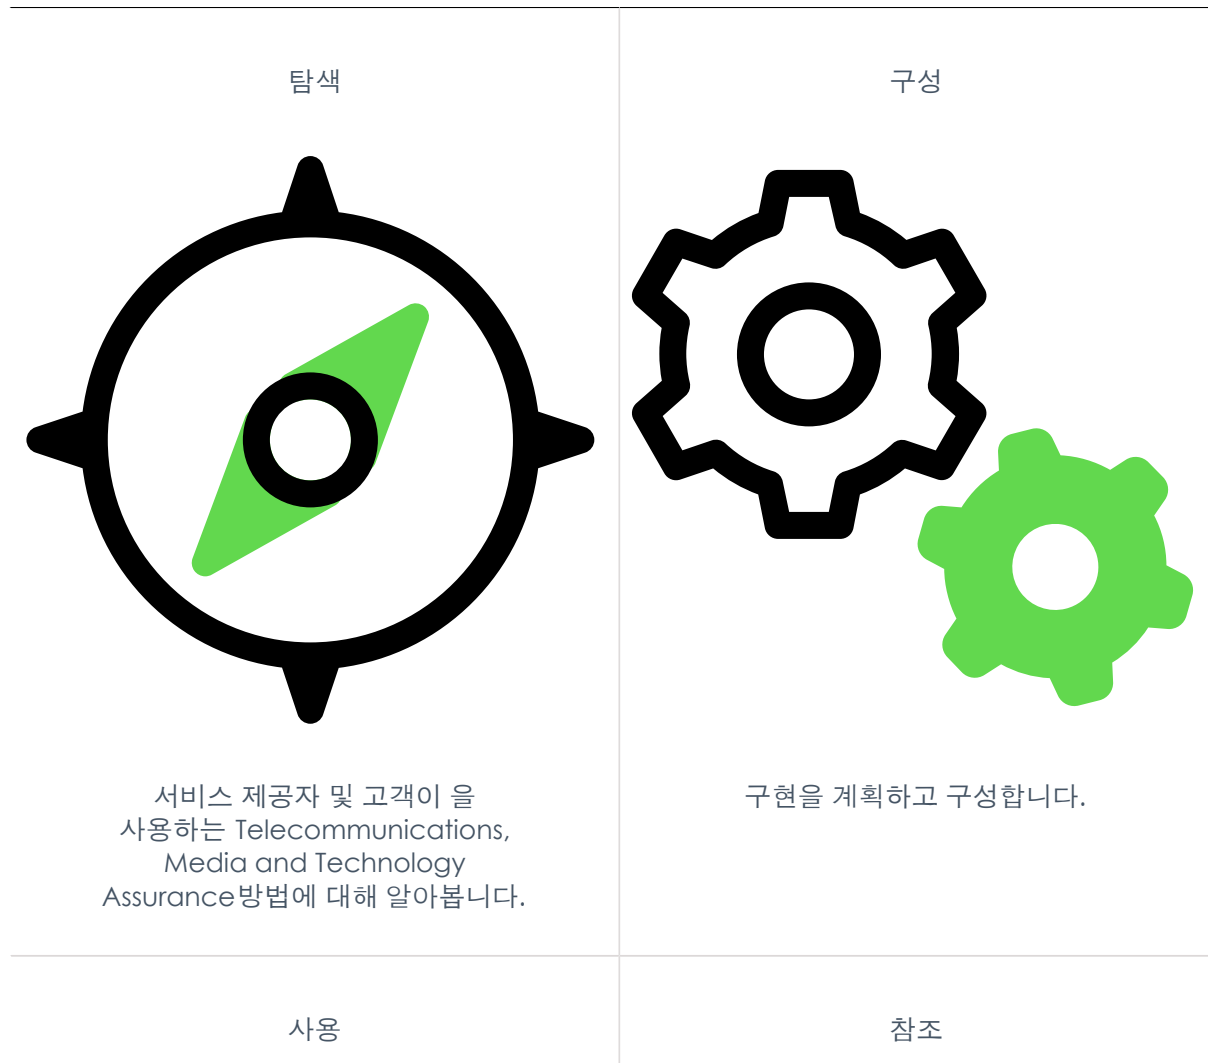 탐색
구성
서비스 제공자 및 고객이 을
사용하는 Telecommunications,
Media and Technology
Assurance방법에 대해 알아봅니다.
구현을 계획하고 구성합니다.
사용
참조